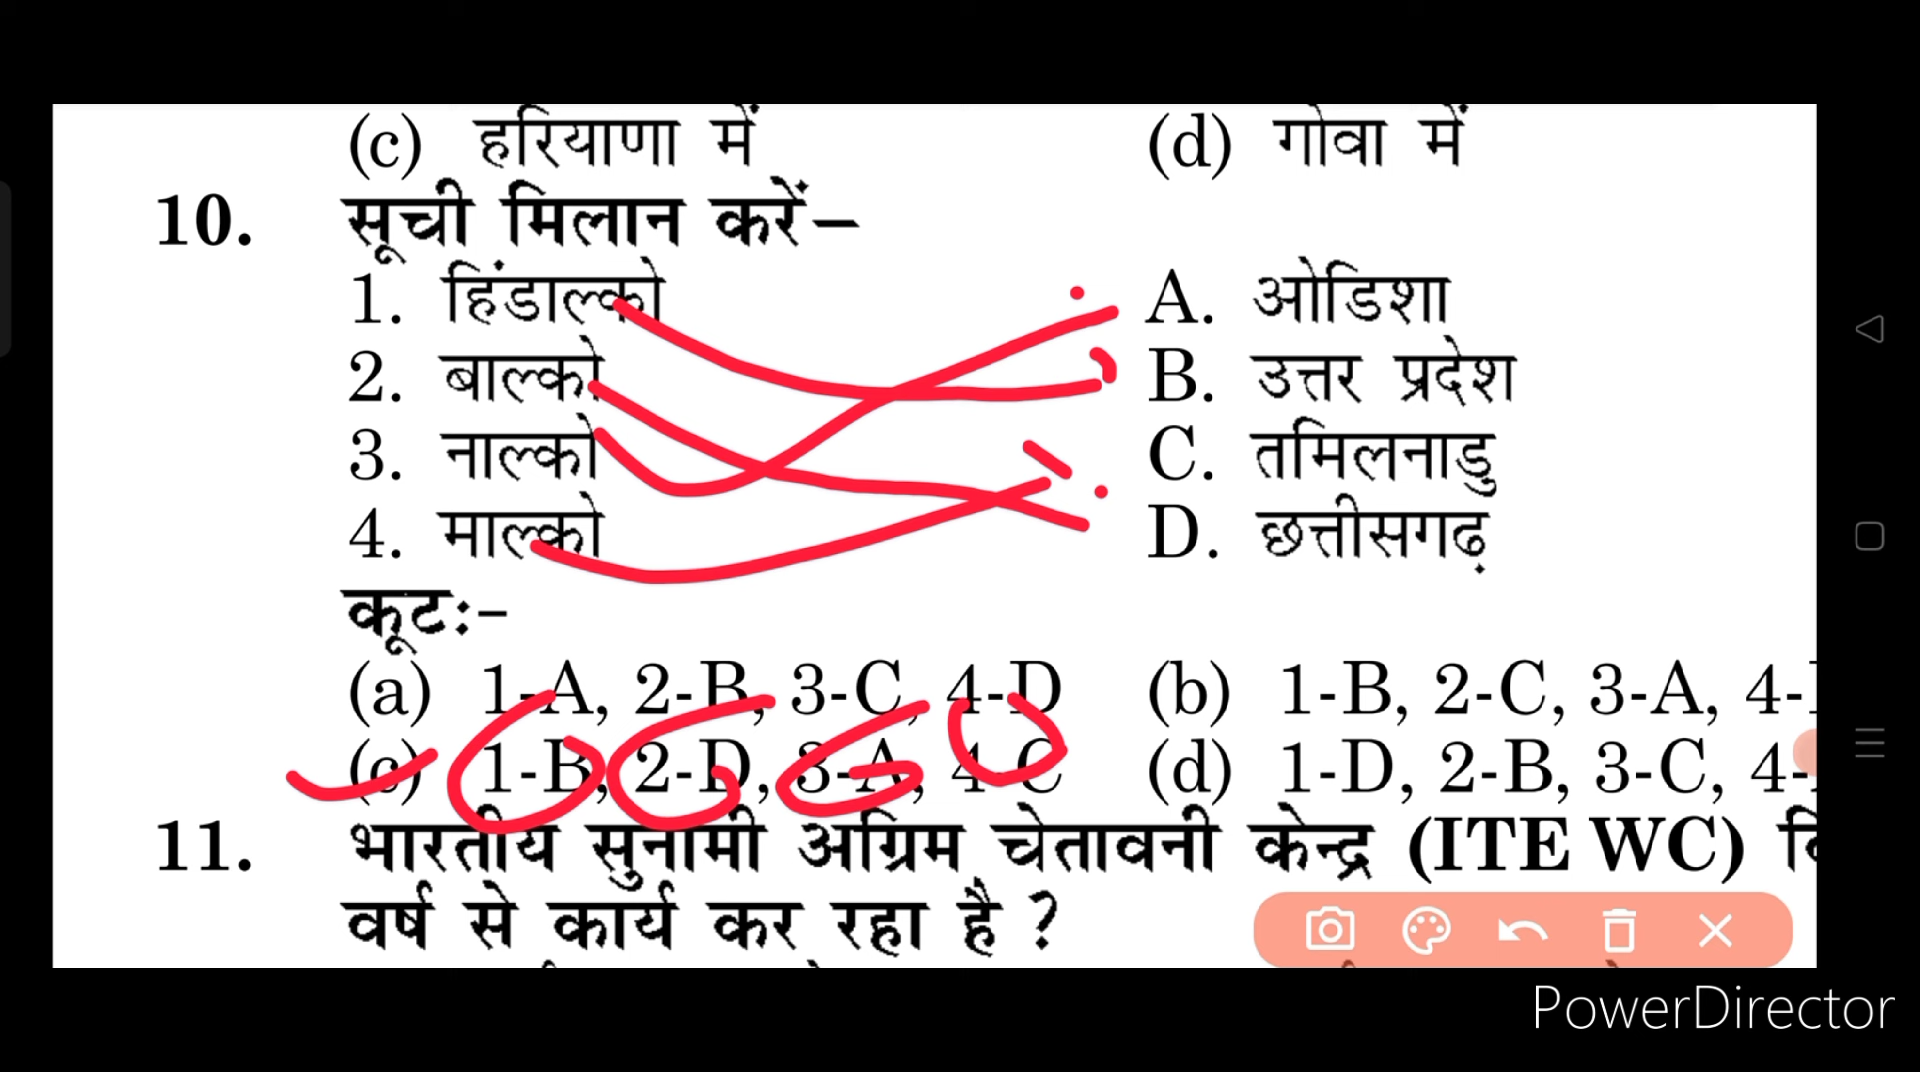 (c) हरियाणा में (d) गोवा में
10. सूची मिलान करें–
1. हिंडाल्को A. ओडिशा
2. बाल्को B. उत्तर प्रदेश
3. नाल्को C. तमिलनाडु
4. माल्को D. छत्तीसगढ़
कूटः-
(a) 1-A, 2-B, 3-C, 4-D (b) 1-B, 2-C, 3-A, 4-
(c) 1-B, 2-D, 3-A, 4-C (d) 1-D, 2-B, 3-C, 4-
11. भारतीय सुनामी अग्रिम चेतावनी केन्द्र (ITE WC)
वर्ष से कार्य कर रहा है ?
PowerDirector